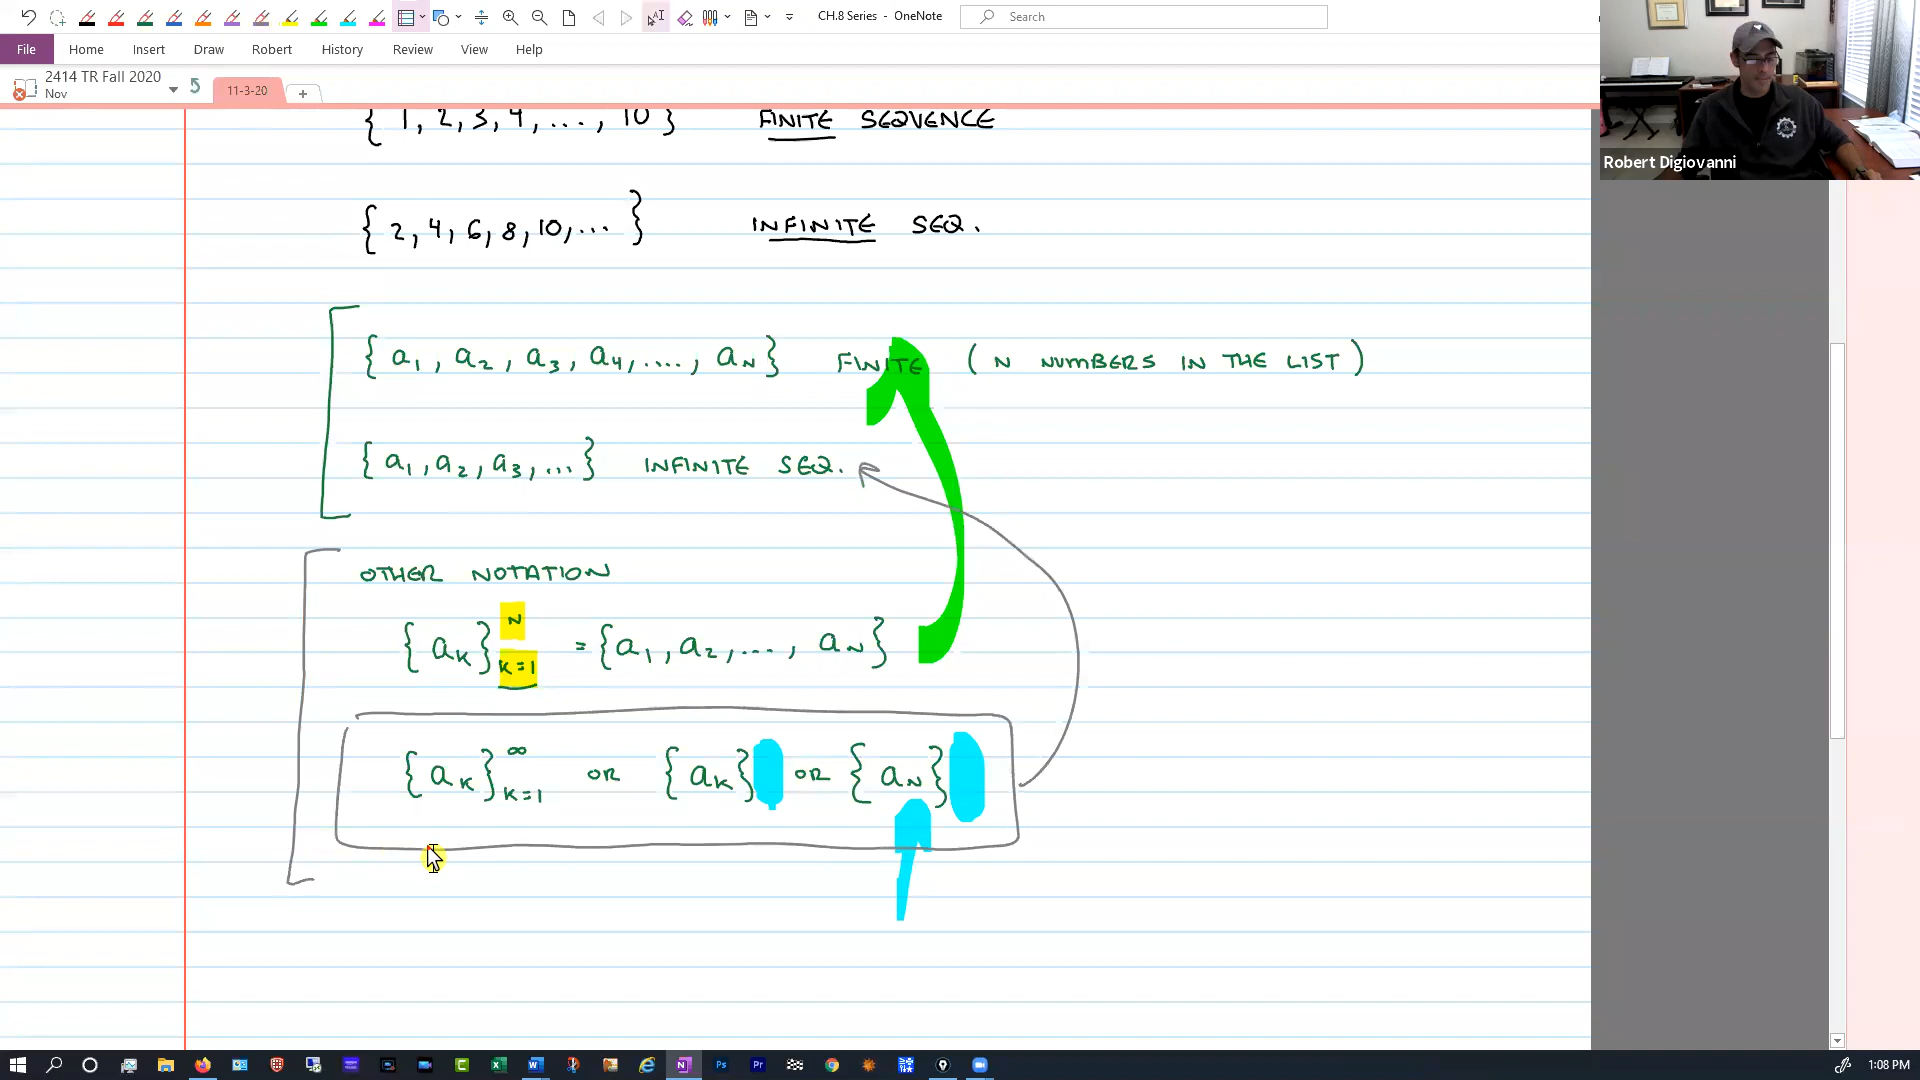 CH.8 Series - OneNote
Search
File Home Insert Draw Robert History Review View Help
2414 TR Fall 2020
Nov
11-3-20
Robert Digiovanni
{ 1, 2, 3, 4, ..., 10 } FINITE SEQUENCE
{ 2, 4, 6, 8, 10, ... } INFINITE SEQ.
{ a₁, a₂, a₃, a₄, ...., aN } FINITE ( N NUMBERS IN THE LIST )
{ a₁, a₂, a₃, ... } INFINITE SEQ.
OTHER NOTATION
{ aK }ᴺ K=1 = { a₁, a₂, ..., aN }
{ aK }∞ K=1 OR { aK } OR { aN }
1:08 PM